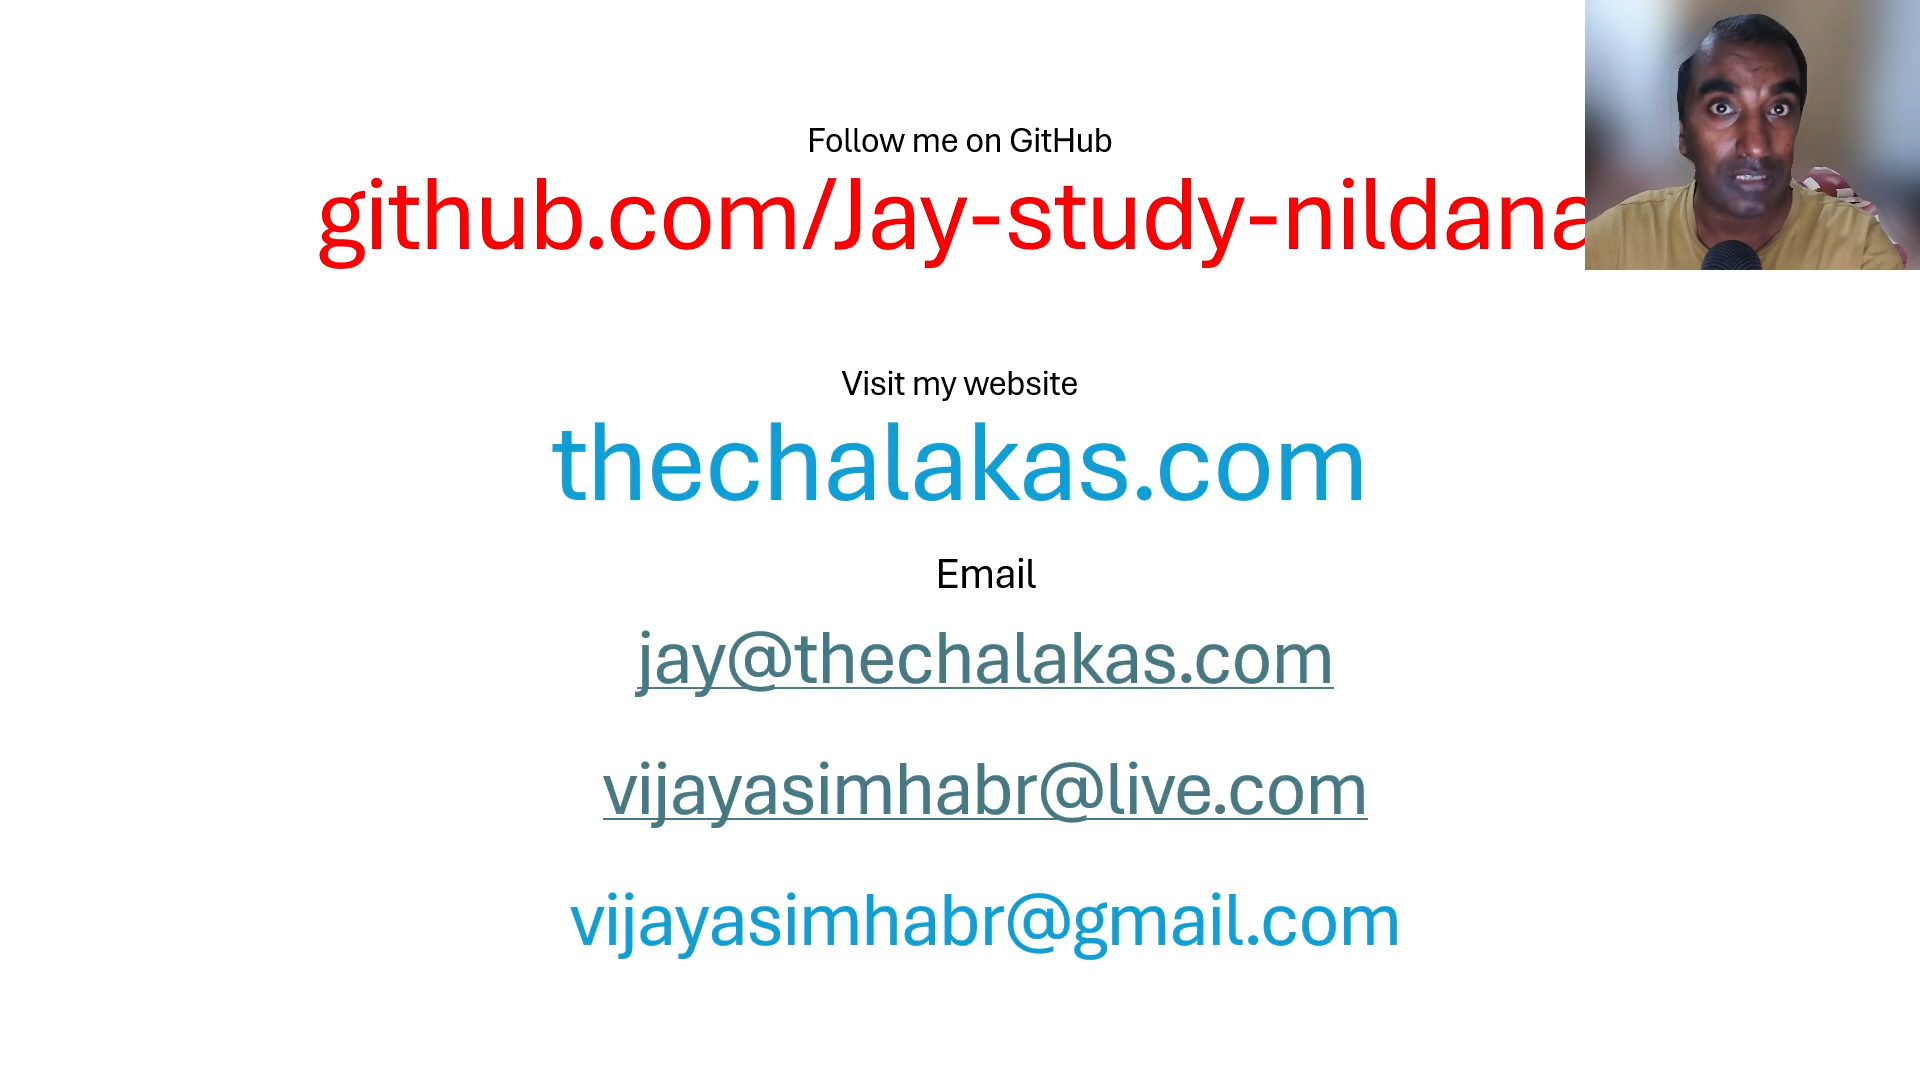 Follow me on GitHub
github.com/Jay-study-nildana
Visit my website
thechalakas.com
Email
jay@thechalakas.com
vijayasimhabr@live.com
vijayasimhabr@gmail.com